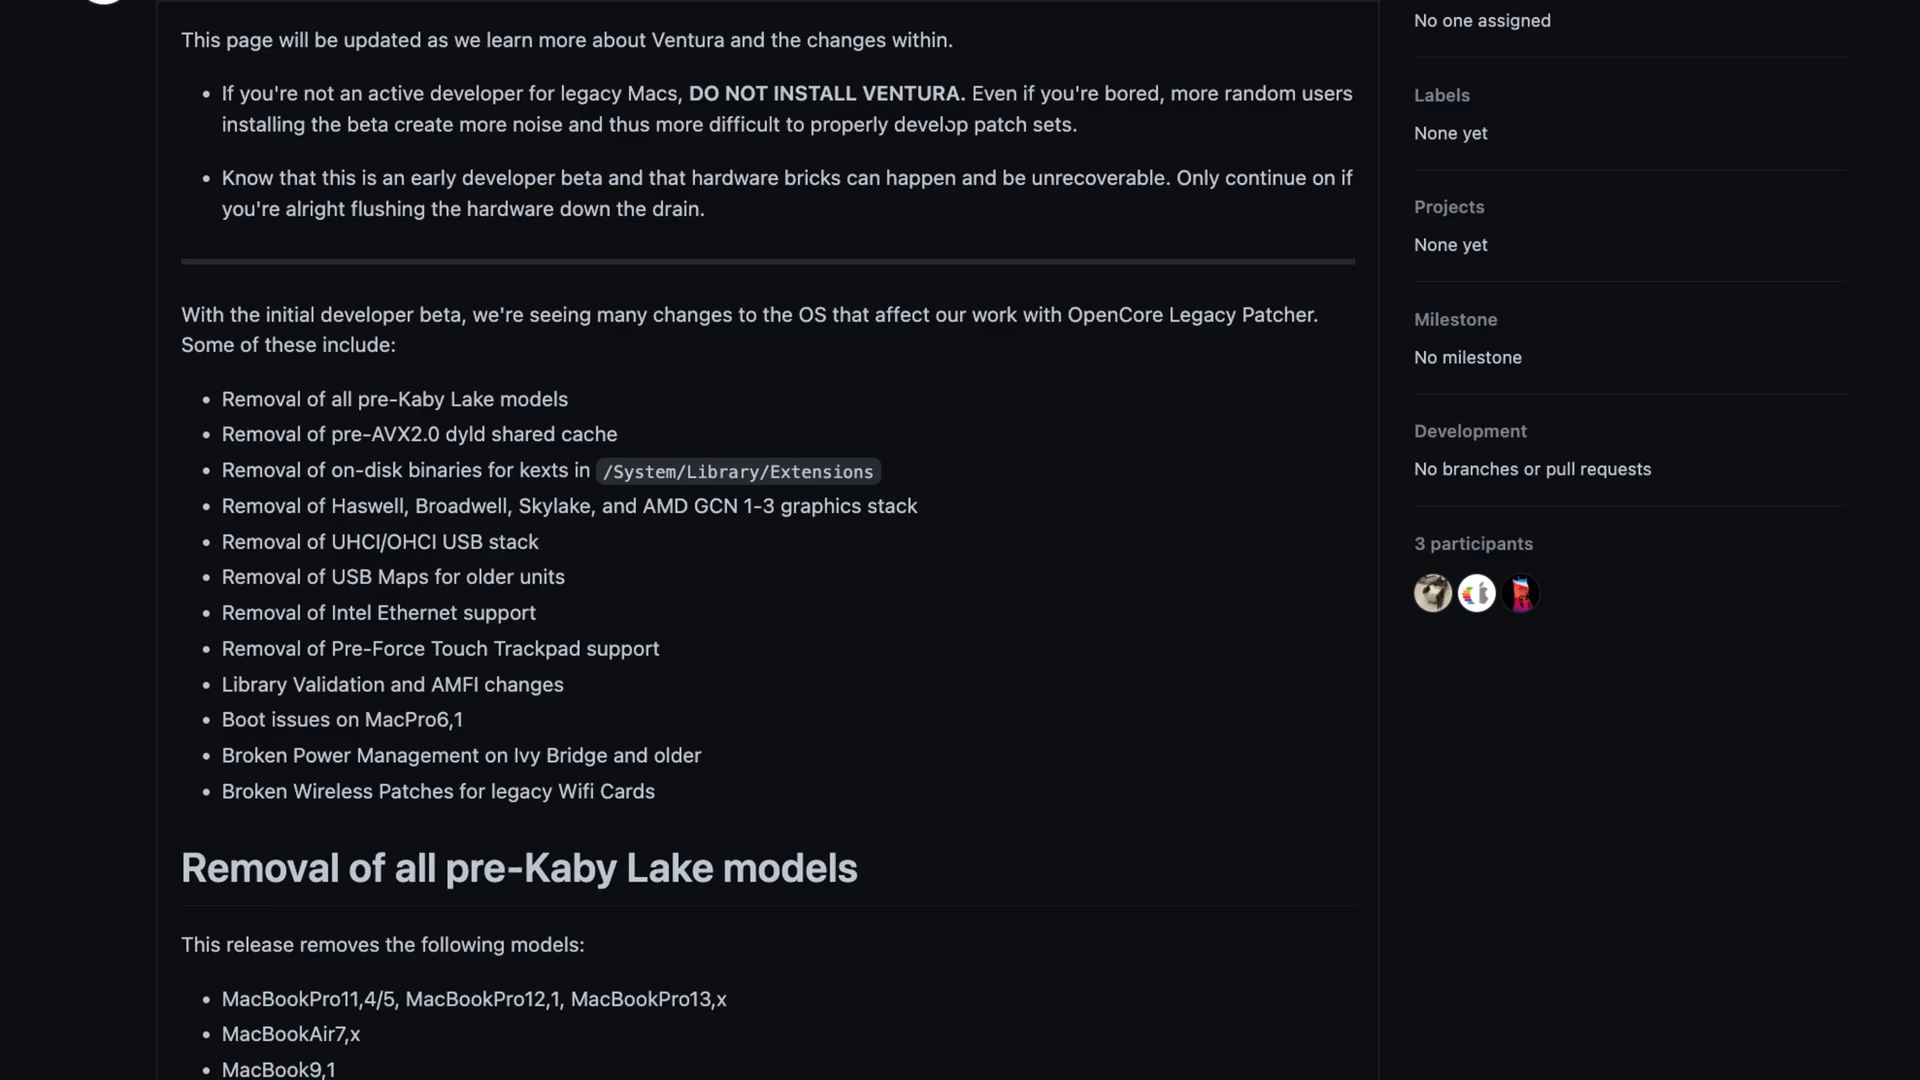 This page will be updated as we learn more about Ventura and the changes within.
• If you're not an active developer for legacy Macs, DO NOT INSTALL VENTURA. Even if you're bored, more random users
installing the beta create more noise and thus more difficult to properly develop patch sets.
• Know that this is an early developer beta and that hardware bricks can happen and be unrecoverable. Only continue on if
you're alright flushing the hardware down the drain.
With the initial developer beta, we're seeing many changes to the OS that affect our work with OpenCore Legacy Patcher.
Some of these include:
• Removal of all pre-Kaby Lake models
• Removal of pre-AVX2.0 dyld shared cache
• Removal of on-disk binaries for kexts in /System/Library/Extensions
• Removal of Haswell, Broadwell, Skylake, and AMD GCN 1-3 graphics stack
• Removal of UHCI/OHCI USB stack
• Removal of USB Maps for older units
• Removal of Intel Ethernet support
• Removal of Pre-Force Touch Trackpad support
• Library Validation and AMFI changes
• Boot issues on MacPro6,1
• Broken Power Management on Ivy Bridge and older
• Broken Wireless Patches for legacy Wifi Cards
Removal of all pre-Kaby Lake models
This release removes the following models:
• MacBookPro11,4/5, MacBookPro12,1, MacBookPro13,x
• MacBookAir7,x
• MacBook9,1
No one assigned
Labels
None yet
Projects
None yet
Milestone
No milestone
Development
No branches or pull requests
3 participants